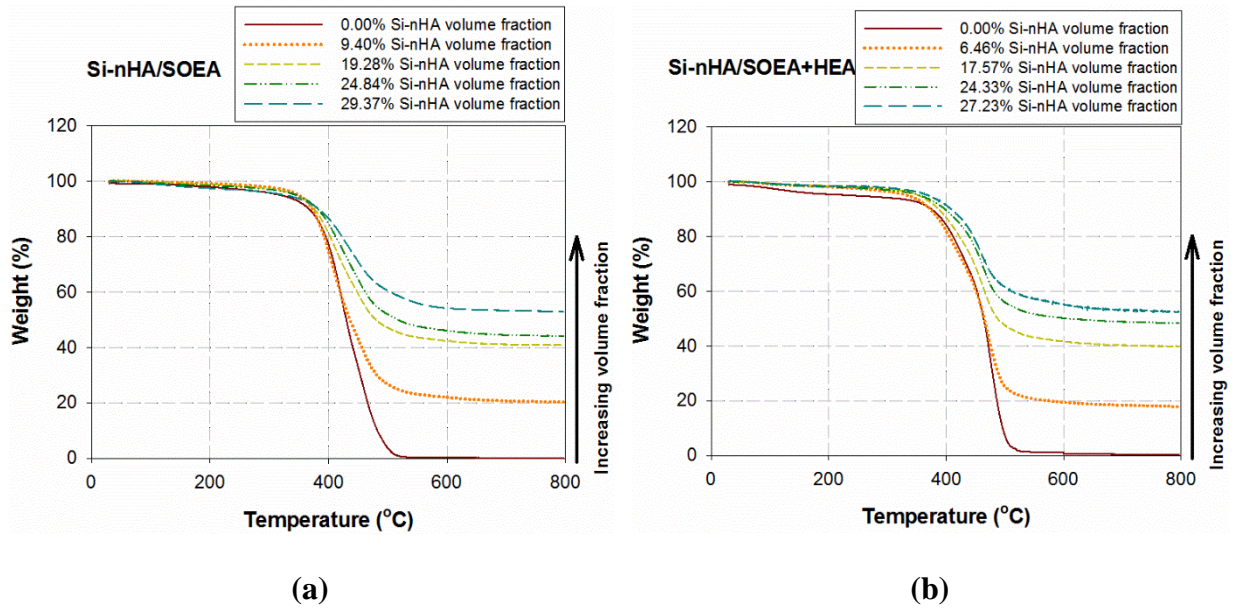 Si-nHA/SOEA
0.00% Si-nHA volume fraction
9.40% Si-nHA volume fraction
19.28% Si-nHA volume fraction
24.84% Si-nHA volume fraction
29.37% Si-nHA volume fraction
120
100
80
60
40
20
0
Weight (%)
0 200 400 600 800
Temperature (°C)
Increasing volume fraction
(a)
Si-nHA/SOEA+HEA
0.00% Si-nHA volume fraction
6.46% Si-nHA volume fraction
17.57% Si-nHA volume fraction
24.33% Si-nHA volume fraction
27.23% Si-nHA volume fraction
120
100
80
60
40
20
0
Weight (%)
0 200 400 600 800
Temperature (°C)
Increasing volume fraction
(b)